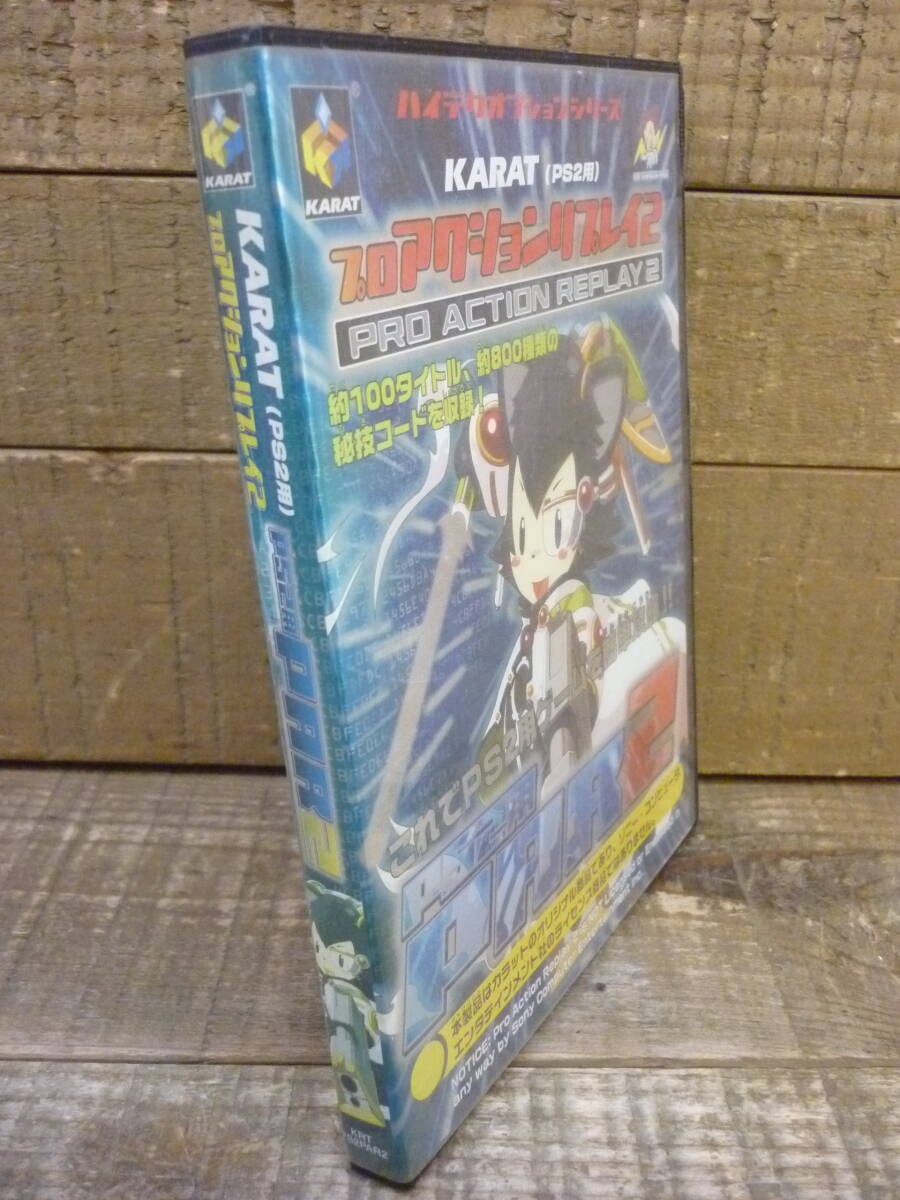 KARAT
KARAT (PS2用)
プロアクションリプレイ2
2
KRT
PS2PAR2
KARAT
ハイテクオプションシリーズ
KARAT (PS2用)
プロアクションリプレイ2
PRO ACTION REPLAY2
約100タイトル、約800種類の
秘技コードを収録!
これでPS2用
PAR2
本製品はカラットのオリジナル商品であり、ソニー・コンピュータ
エンタテインメント社のライセンス商品ではありません。
NOTICE: Pro Action Replay
any way by Sony Computer